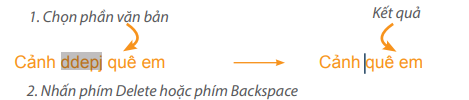 1. Chọn phần văn bản
Kết quả
Cảnh ddepj quê em
Cảnh quê em
2. Nhấn phím Delete hoặc phím Backspace